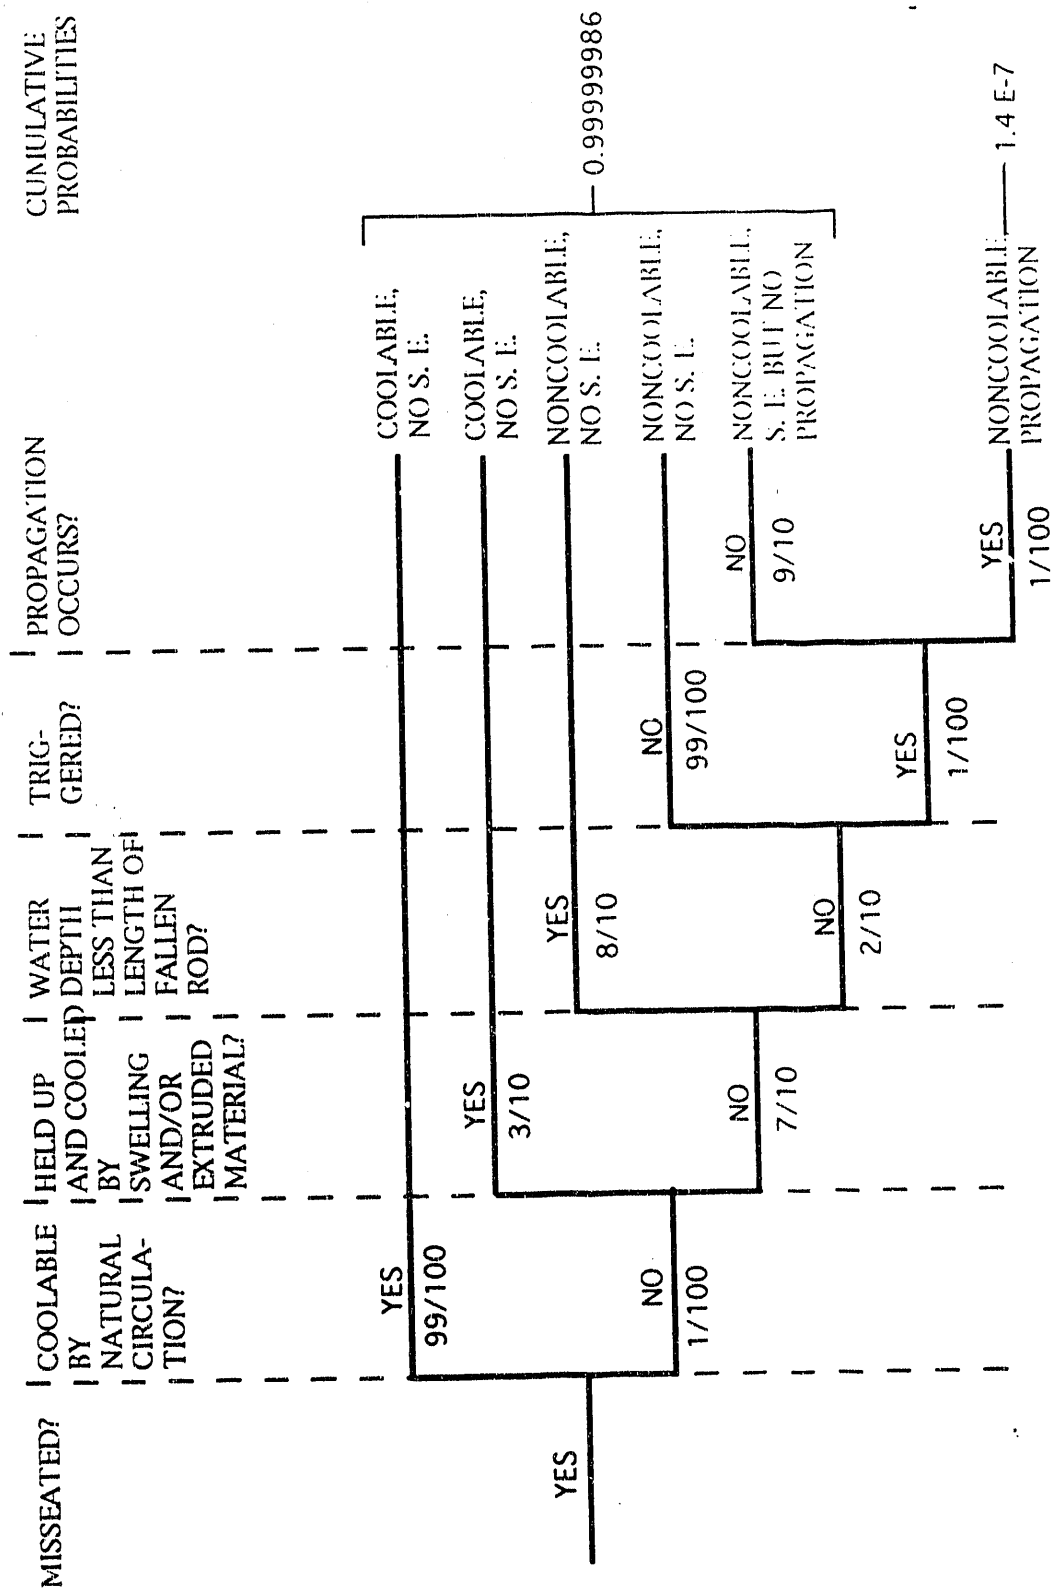 MISSEATED?
COOLABLE
BY
NATURAL
CIRCULA-
TION?
HELD UP
AND COOLED
BY
SWELLING
AND/OR
EXTRUDED
MATERIAL?
WATER
DEPTH
LESS THAN
LENGTH OF
FALLEN
ROD?
TRIG-
GERED?
PROPAGATION
OCCURS?
CUMULATIVE
PROBABILITIES
YES
YES
99/100
NO
1/100
YES
3/10
NO
7/10
YES
8/10
NO
2/10
NO
99/100
YES
1/100
NO
9/10
YES
1/100
COOLABLE,
NO S. E.
COOLABLE,
NO S. E.
NONCOOLABLE,
NO S. E.
NONCOOLABLE,
NO S. E.
NONCOOLABLE,
S. E. BUT NO
PROPAGATION
NONCOOLABLE,
PROPAGATION
0.99999986
1.4 E-7